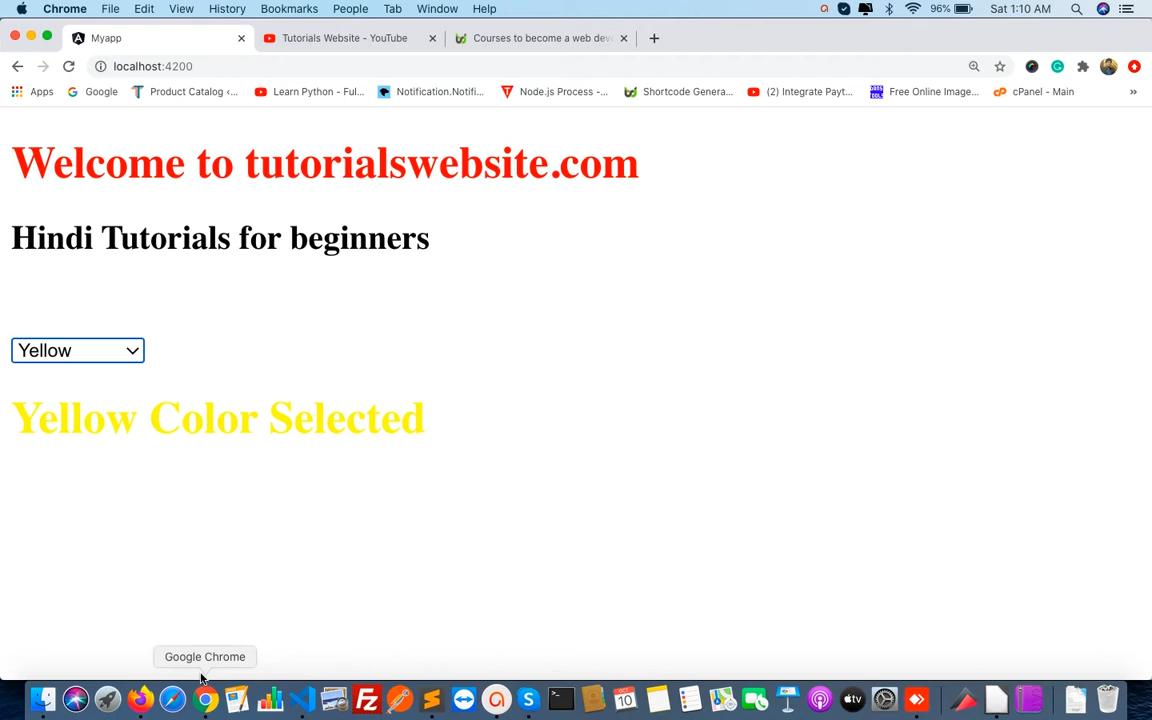 Chrome File Edit View History Bookmarks People Tab Window Help 96% Sat 1:10 AM
Myapp Tutorials Website - YouTube Courses to become a web dev
localhost:4200
Apps Google Product Catalog ‹... Learn Python - Ful... Notification.Notifi... Node.js Process -... Shortcode Genera... (2) Integrate Payt... Free Online Image... cPanel - Main »
Welcome to tutorialswebsite.com
Hindi Tutorials for beginners
Yellow
Yellow Color Selected
Google Chrome